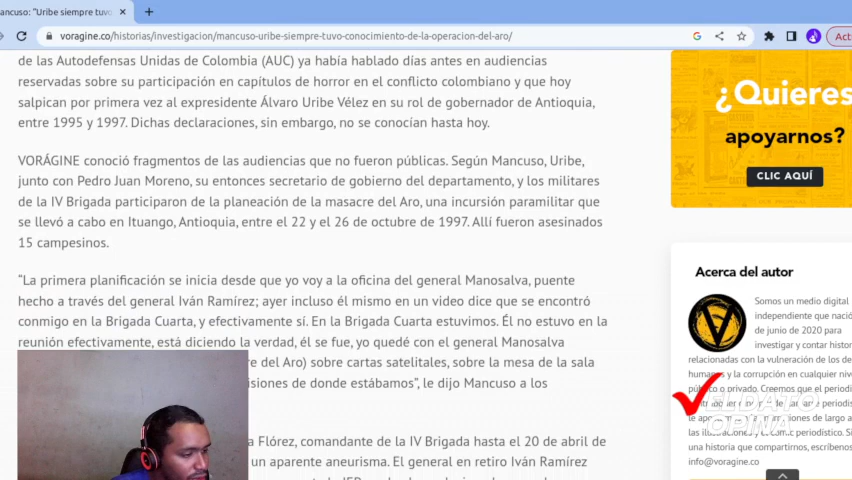 ancuso: "Uribe siempre tuvo
voragine.co/historias/investigacion/mancuso-uribe-siempre-tuvo-conocimiento-de-la-operacion-del-aro/
de las Autodefensas Unidas de Colombia (AUC) ya había hablado días antes en audiencias
reservadas sobre su participación en capítulos de horror en el conflicto colombiano y que hoy
salpican por primera vez al expresidente Álvaro Uribe Vélez en su rol de gobernador de Antioquia,
entre 1995 y 1997. Dichas declaraciones, sin embargo, no se conocían hasta hoy.
VORÁGINE conoció fragmentos de las audiencias que no fueron públicas. Según Mancuso, Uribe,
junto con Pedro Juan Moreno, su entonces secretario de gobierno del departamento, y los militares
de la IV Brigada participaron de la planeación de la masacre del Aro, una incursión paramilitar que
se llevó a cabo en Ituango, Antioquia, entre el 22 y el 26 de octubre de 1997. Allí fueron asesinados
15 campesinos.
"La primera planificación se inicia desde que yo voy a la oficina del general Manosalva, puente
hecho a través del general Iván Ramírez; ayer incluso él mismo en un video dice que se encontró
conmigo en la Brigada Cuarta, y efectivamente sí. En la Brigada Cuarta estuvimos. Él no estuvo en la
reunión efectivamente, está diciendo la verdad, él se fue, yo quedé con el general Manosalva
re del Aro) sobre cartas satelitales, sobre la mesa de la sala
isiones de donde estábamos", le dijo Mancuso a los
a Flórez, comandante de la IV Brigada hasta el 20 de abril de
un aparente aneurisma. El general en retiro Iván Ramírez
¿Quieres
apoyarnos?
CLIC AQUÍ
Acerca del autor
Somos un medio digital
independiente que nació
de junio de 2020 para
investigar y contar histor
relacionadas con la vulneración de los de
y la corrupción en cualquier niv
o privado. Creemos que el periodi
EL DATO
OPINA
info@voragine.co